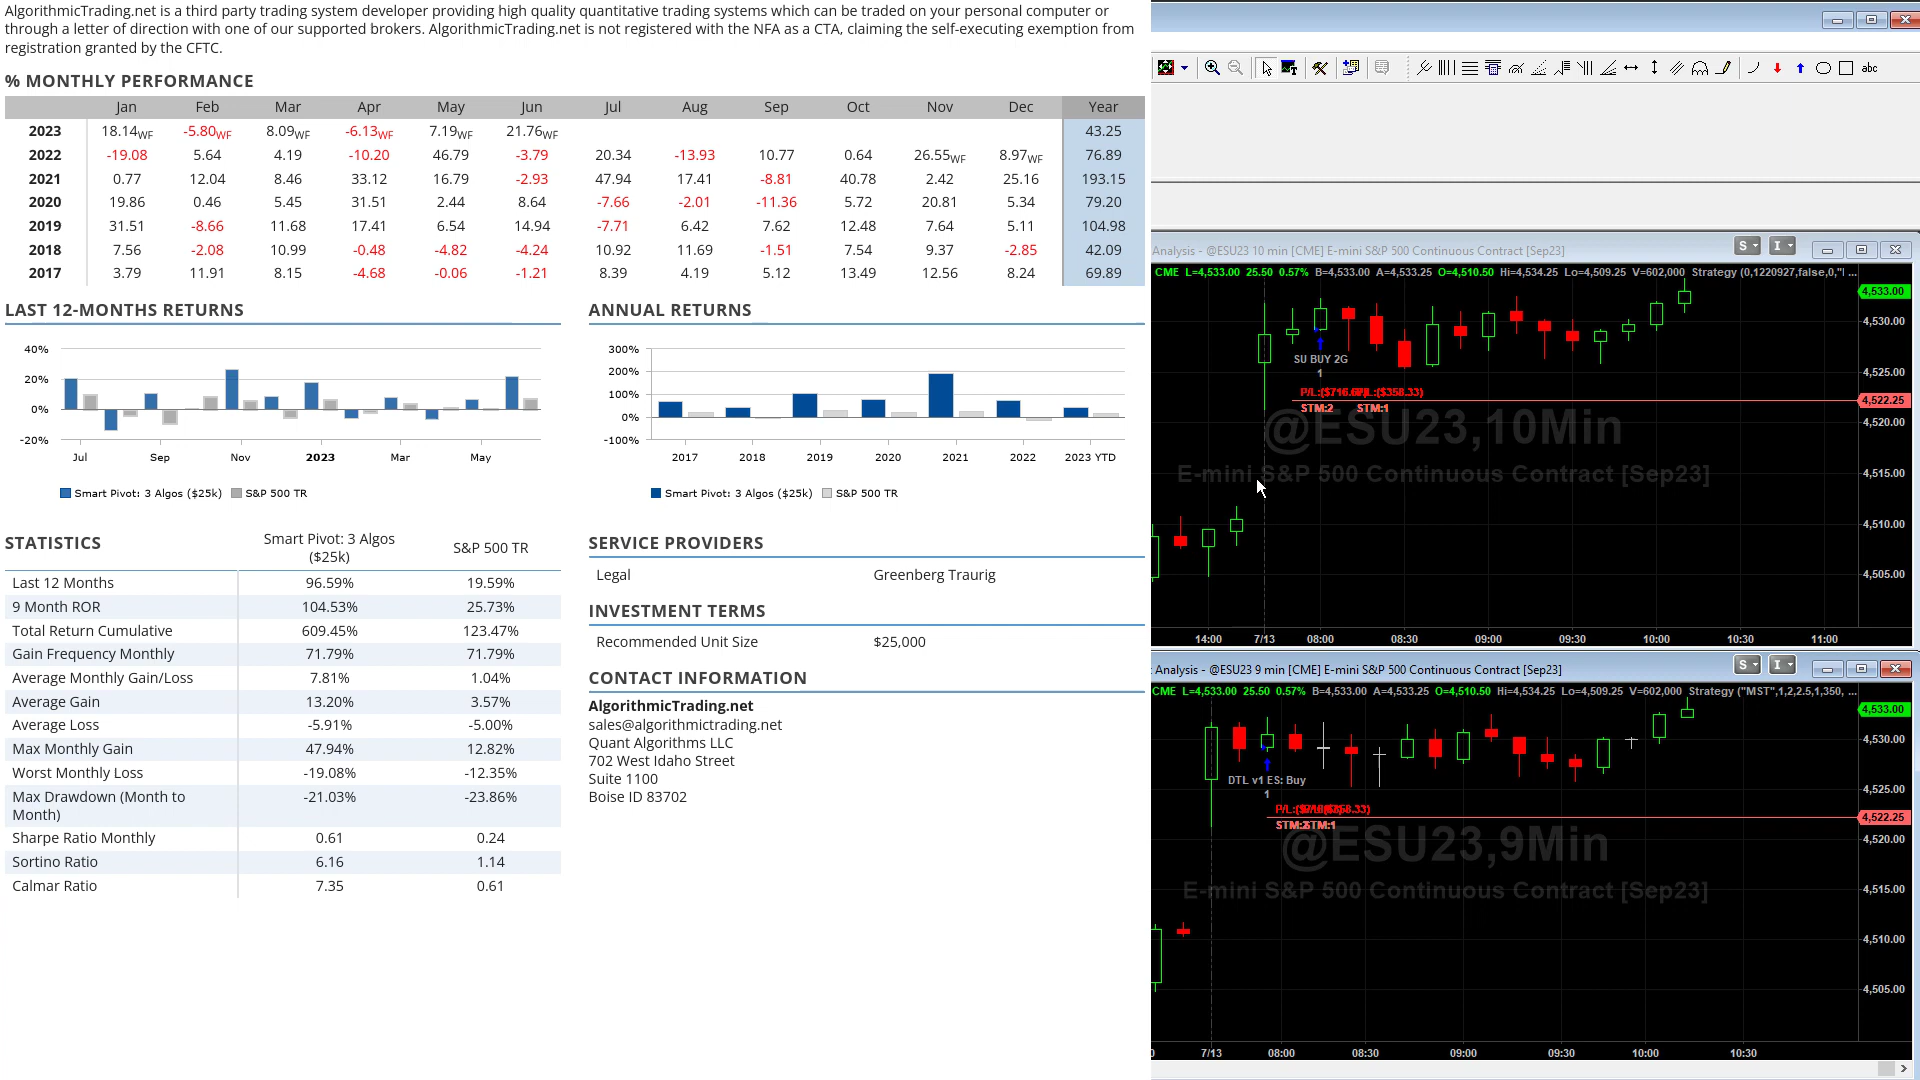 AlgorithmicTrading.net is a third party trading system developer providing high quality quantitative trading systems which can be traded on your personal computer or
through a letter of direction with one of our supported brokers. AlgorithmicTrading.net is not registered with the NFA as a CTA, claiming the self-executing exemption from
registration granted by the CFTC.
% MONTHLY PERFORMANCE
Jan Feb Mar Apr May Jun Jul Aug Sep Oct Nov Dec Year
2023 18.14WF -5.80WF 8.09WF -6.13WF 7.19WF 21.76WF 43.25
2022 -19.08 5.64 4.19 -10.20 46.79 -3.79 20.34 -13.93 10.77 0.64 26.55WF 8.97WF 76.89
2021 0.77 12.04 8.46 33.12 16.79 -2.93 47.94 17.41 -8.81 40.78 2.42 25.16 193.15
2020 19.86 0.46 5.45 31.51 2.44 8.64 -7.66 -2.01 -11.36 5.72 20.81 5.34 79.20
2019 31.51 -8.66 11.68 17.41 6.54 14.94 -7.71 6.42 7.62 12.48 7.64 5.11 104.98
2018 7.56 -2.08 10.99 -0.48 -4.82 -4.24 10.92 11.69 -1.51 7.54 9.37 -2.85 42.09
2017 3.79 11.91 8.15 -4.68 -0.06 -1.21 8.39 4.19 5.12 13.49 12.56 8.24 69.89
LAST 12-MONTHS RETURNS
40%
20%
0%
-20%
Jul Sep Nov 2023 Mar May
Smart Pivot: 3 Algos ($25k) S&P 500 TR
ANNUAL RETURNS
300%
200%
100%
0%
-100%
2017 2018 2019 2020 2021 2022 2023 YTD
Smart Pivot: 3 Algos ($25k) S&P 500 TR
STATISTICS Smart Pivot: 3 Algos ($25k) S&P 500 TR
Last 12 Months 96.59% 19.59%
9 Month ROR 104.53% 25.73%
Total Return Cumulative 609.45% 123.47%
Gain Frequency Monthly 71.79% 71.79%
Average Monthly Gain/Loss 7.81% 1.04%
Average Gain 13.20% 3.57%
Average Loss -5.91% -5.00%
Max Monthly Gain 47.94% 12.82%
Worst Monthly Loss -19.08% -12.35%
Max Drawdown (Month to Month) -21.03% -23.86%
Sharpe Ratio Monthly 0.61 0.24
Sortino Ratio 6.16 1.14
Calmar Ratio 7.35 0.61
SERVICE PROVIDERS
Legal Greenberg Traurig
INVESTMENT TERMS
Recommended Unit Size $25,000
CONTACT INFORMATION
AlgorithmicTrading.net
sales@algorithmictrading.net
Quant Algorithms LLC
702 West Idaho Street
Suite 1100
Boise ID 83702
abc
Analysis - @ESU23 10 min [CME] E-mini S&P 500 Continuous Contract [Sep23] S I
CME L=4,533.00 25.50 0.57% B=4,533.00 A=4,533.25 O=4,510.50 Hi=4,534.25 Lo=4,509.25 V=602,000 Strategy (0,1220927,false,0,"I ...
4,533.00
4,530.00
4,525.00
4,522.25
4,520.00
4,515.00
4,510.00
4,505.00
SU BUY 2G
1
STM:2 STM:1
@ESU23,10Min
E-mini S&P 500 Continuous Contract [Sep23]
14:00 7/13 08:00 08:30 09:00 09:30 10:00 10:30 11:00
Analysis - @ESU23 9 min [CME] E-mini S&P 500 Continuous Contract [Sep23] S I
CME L=4,533.00 25.50 0.57% B=4,533.00 A=4,533.25 O=4,510.50 Hi=4,534.25 Lo=4,509.25 V=602,000 Strategy ("MST",1,2,2.5,1,350, ...
4,533.00
4,530.00
4,525.00
4,522.25
4,520.00
4,515.00
4,510.00
4,505.00
DTL v1 ES: Buy
1
STM:1
@ESU23,9Min
E-mini S&P 500 Continuous Contract [Sep23]
7/13 08:00 08:30 09:00 09:30 10:00 10:30